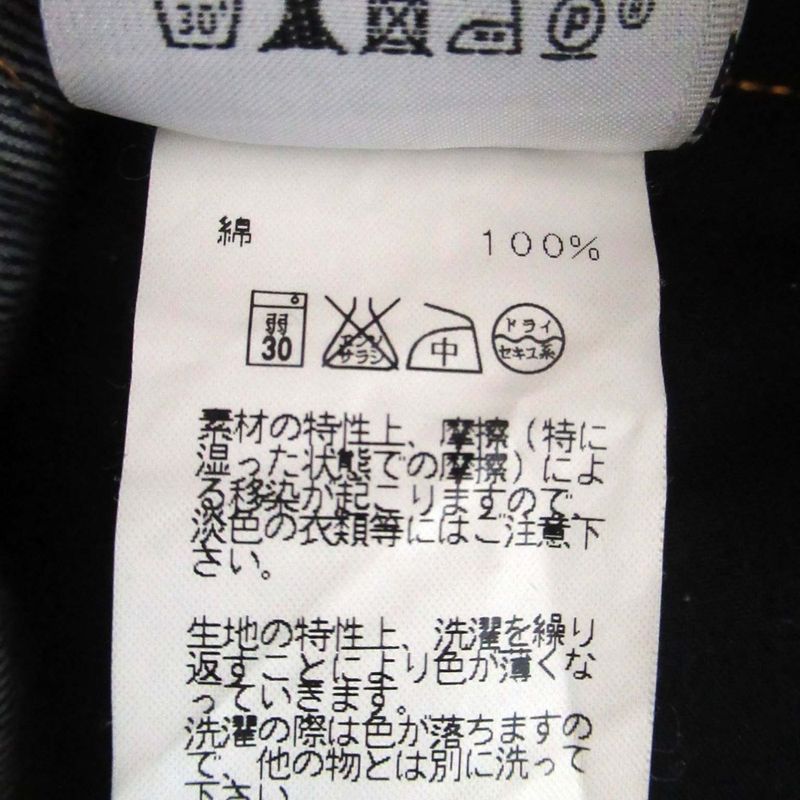 30°
P
®
綿 100%
弱
30
エンソ
サラシ
中
ドライ
セキユ系
素材の特性上、摩擦（特に
湿った状態での摩擦）によ
る移染が起こりますので、
淡色の衣類等にはご注意下
さい。
生地の特性上、洗濯を繰り
返すことにより色が薄くな
っていきます。
洗濯の際は色が落ちますの
で、他の物とは別に洗って
下さい